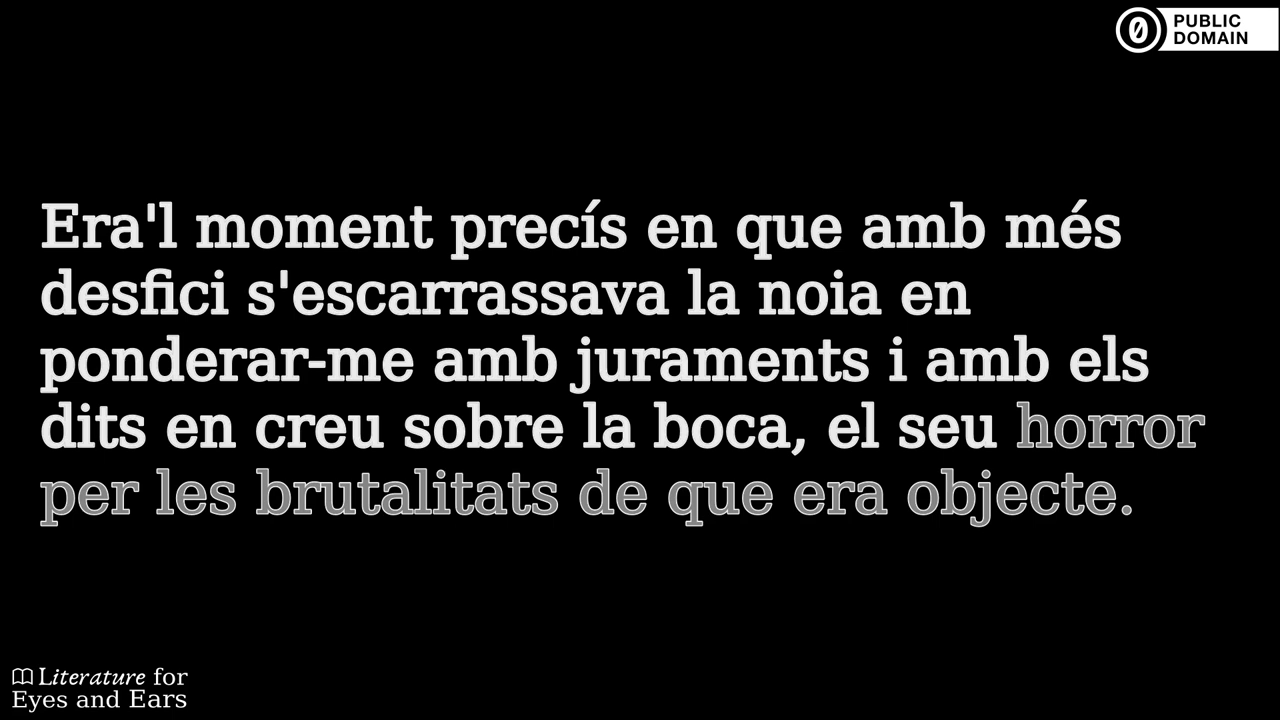 PUBLIC
DOMAIN
Era'l moment precís en que amb més
desfici s'escarrassava la noia en
ponderar-me amb juraments i amb els
dits en creu sobre la boca, el seu horror
per les brutalitats de que era objecte.
Literature for
Eyes and Ears